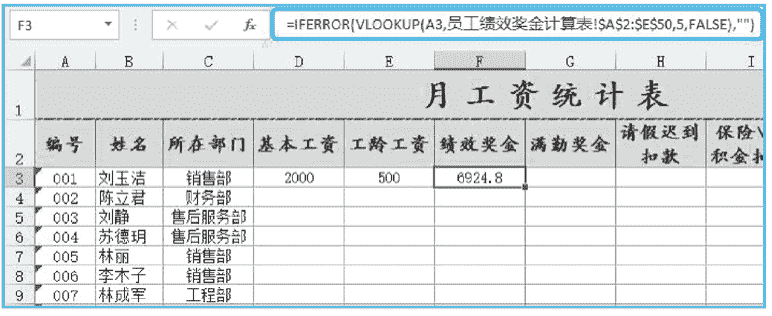 F3 fx =IFERROR(VLOOKUP(A3,员工绩效奖金计算表!$A$2:$E$50,5,FALSE),"")
A B C D E F G H I
1 月工资统计表
2 编号 姓名 所在部门 基本工资 工龄工资 绩效奖金 满勤奖金 请假迟到扣款 保险\积金扣
3 001 刘玉洁 销售部 2000 500 6924.8
4 002 陈立君 财务部
5 003 刘静 售后服务部
6 004 苏德玥 售后服务部
7 005 林丽 销售部
8 006 李木子 销售部
9 007 林成军 工程部